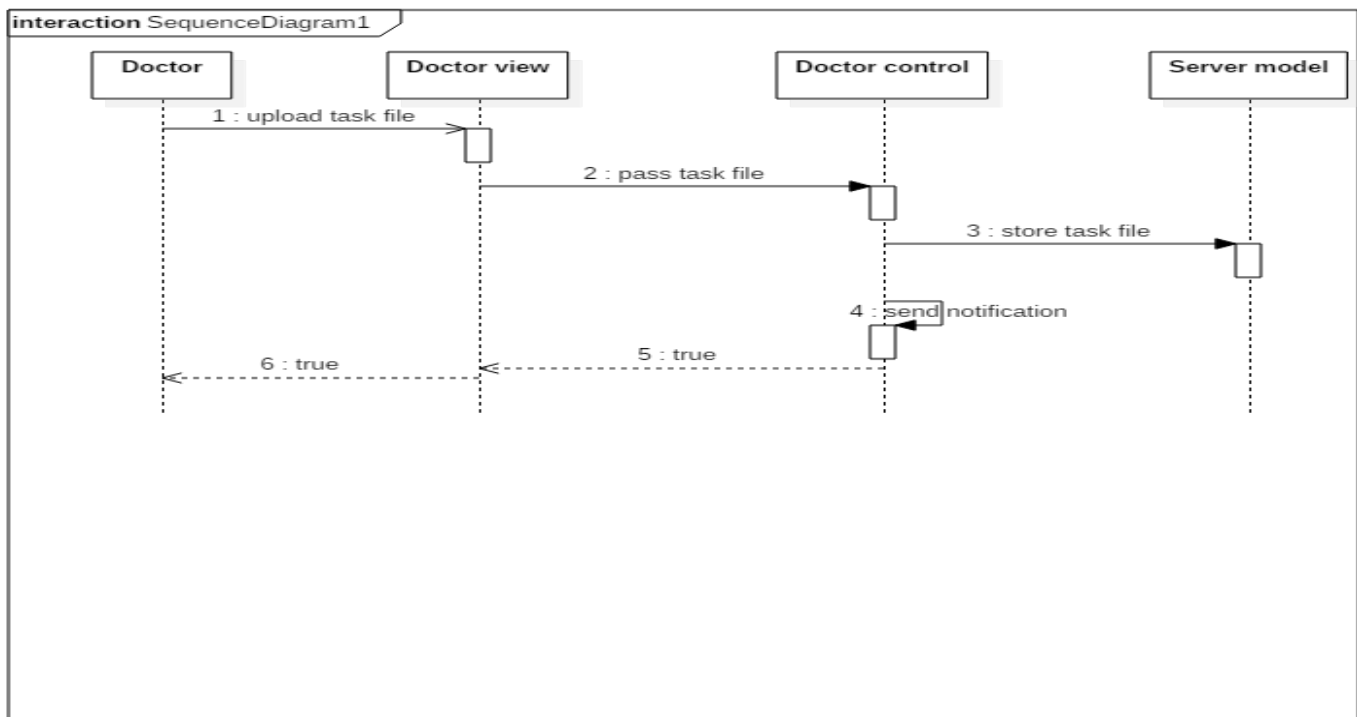 interaction SequenceDiagram1
Doctor
Doctor view
Doctor control
Server model
1 : upload task file
2 : pass task file
3 : store task file
4 : send notification
5 : true
6 : true